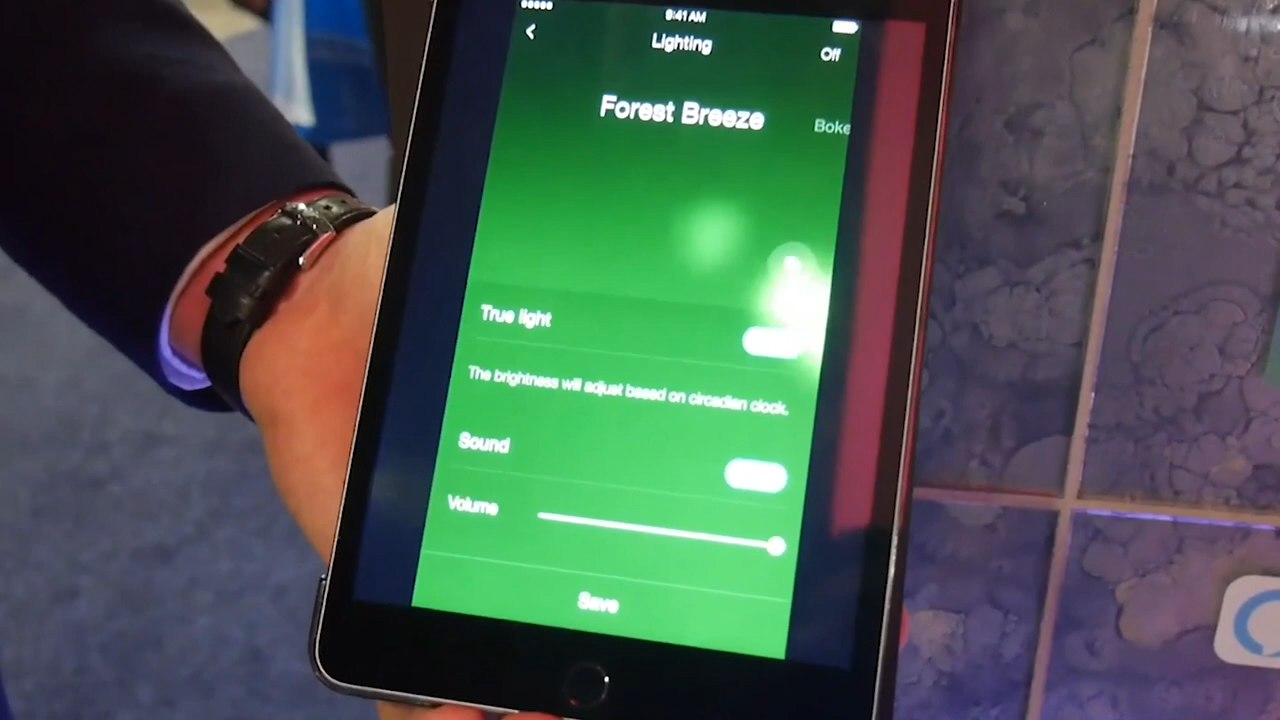 9:41 AM
Lighting
Off
Forest Breeze
Boke
True light
The brightness will adjust based on circadian clock.
Sound
Volume
Save